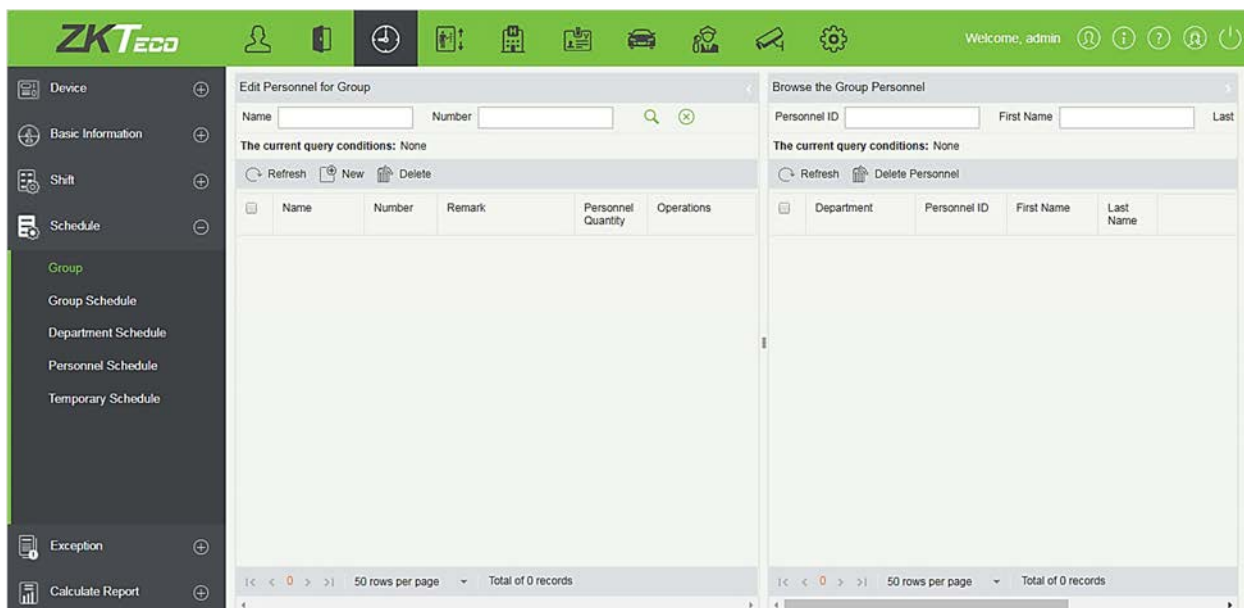 ZKTECO
Welcome, admin
Device
Basic Information
Shift
Schedule
Group
Group Schedule
Department Schedule
Personnel Schedule
Temporary Schedule
Exception
Calculate Report
Edit Personnel for Group
Name Number
The current query conditions: None
Refresh New Delete
Name Number Remark Personnel Quantity Operations
0 50 rows per page Total of 0 records
Browse the Group Personnel
Personnel ID First Name Last
The current query conditions: None
Refresh Delete Personnel
Department Personnel ID First Name Last Name
0 50 rows per page Total of 0 records